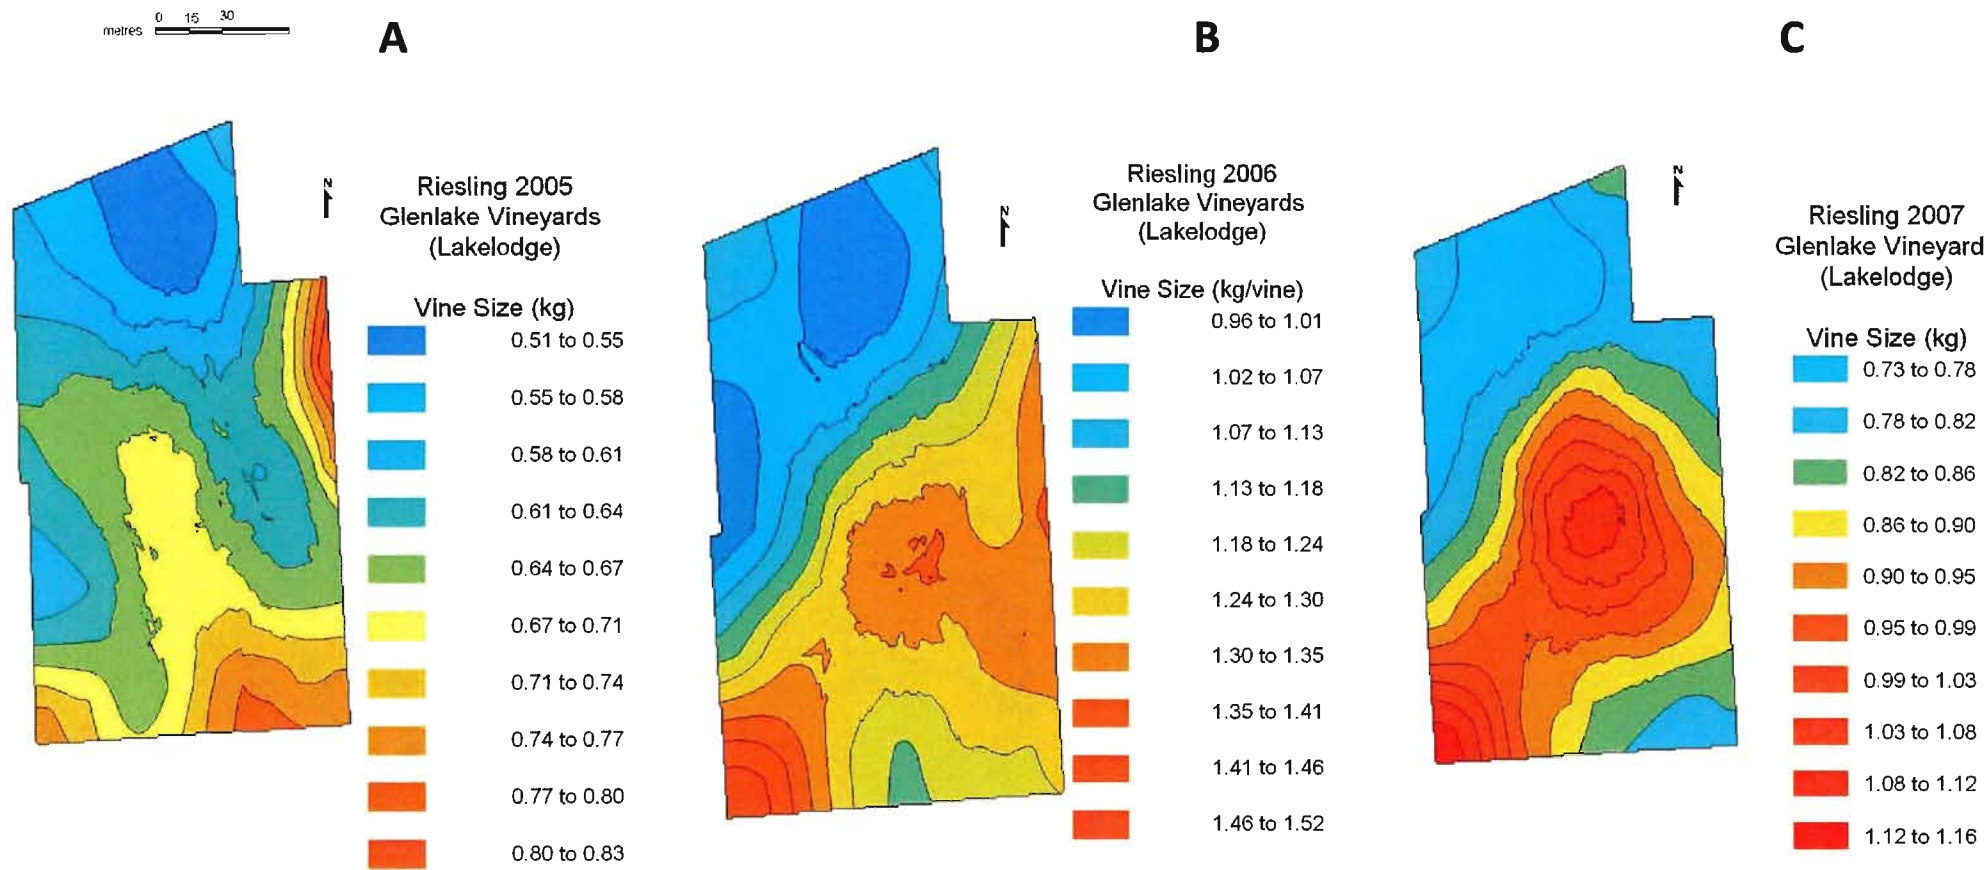 0 15 30
metres
A
B
C
N
Riesling 2005
Glenlake Vineyards
(Lakelodge)
Vine Size (kg)
0.51 to 0.55
0.55 to 0.58
0.58 to 0.61
0.61 to 0.64
0.64 to 0.67
0.67 to 0.71
0.71 to 0.74
0.74 to 0.77
0.77 to 0.80
0.80 to 0.83
N
Riesling 2006
Glenlake Vineyards
(Lakelodge)
Vine Size (kg/vine)
0.96 to 1.01
1.02 to 1.07
1.07 to 1.13
1.13 to 1.18
1.18 to 1.24
1.24 to 1.30
1.30 to 1.35
1.35 to 1.41
1.41 to 1.46
1.46 to 1.52
N
Riesling 2007
Glenlake Vineyard
(Lakelodge)
Vine Size (kg)
0.73 to 0.78
0.78 to 0.82
0.82 to 0.86
0.86 to 0.90
0.90 to 0.95
0.95 to 0.99
0.99 to 1.03
1.03 to 1.08
1.08 to 1.12
1.12 to 1.16